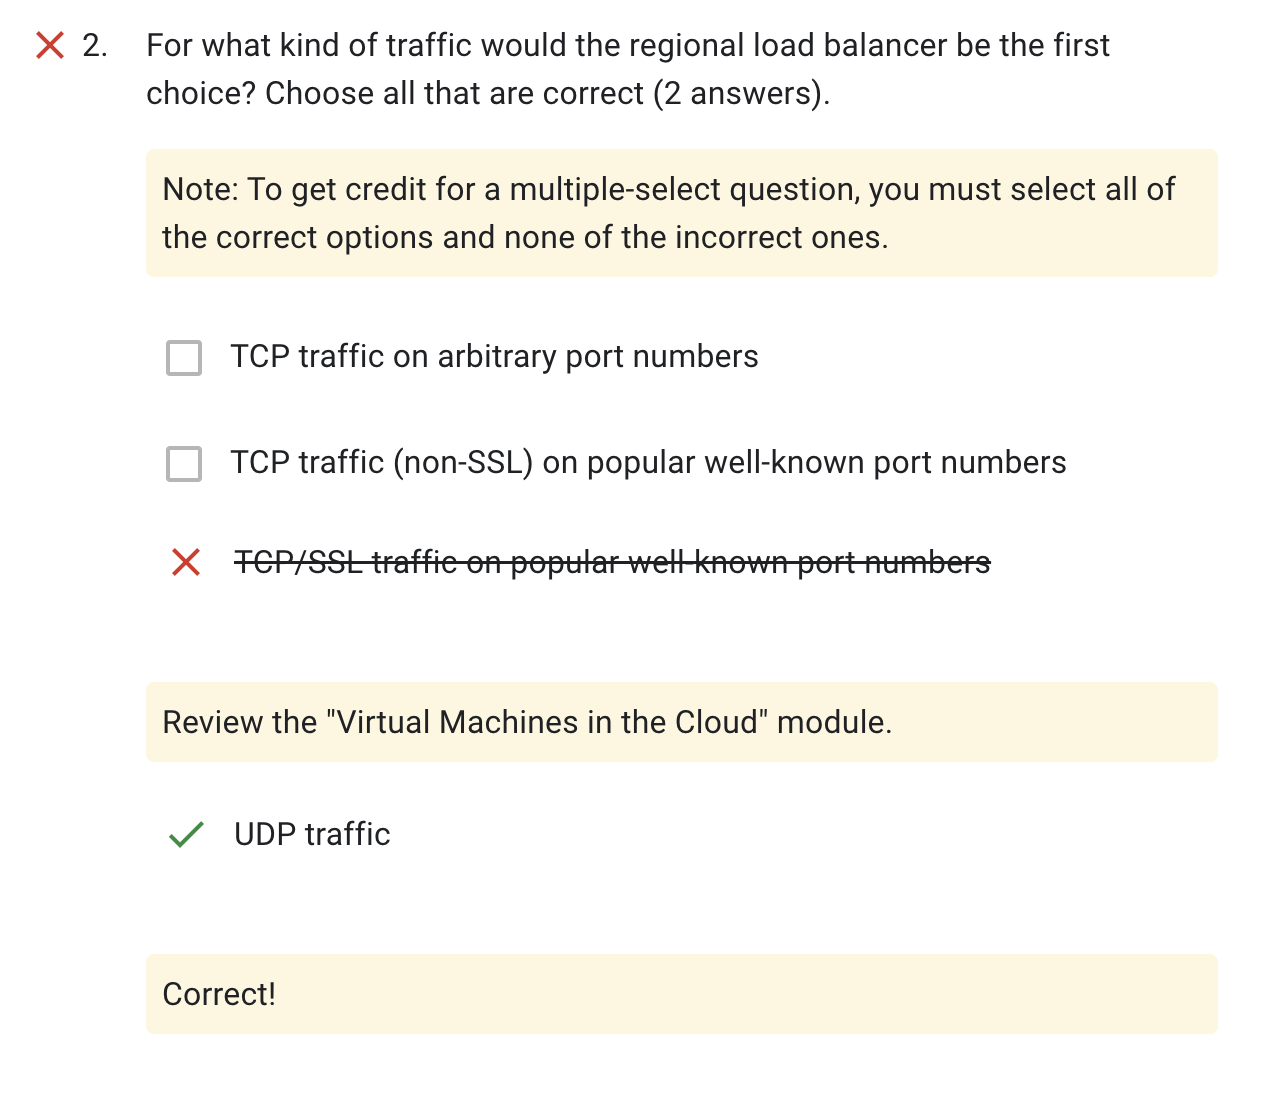 2. For what kind of traffic would the regional load balancer be the first
choice? Choose all that are correct (2 answers).
Note: To get credit for a multiple-select question, you must select all of
the correct options and none of the incorrect ones.
TCP traffic on arbitrary port numbers
TCP traffic (non-SSL) on popular well-known port numbers
TCP/SSL traffic on popular well-known port numbers
Review the "Virtual Machines in the Cloud" module.
UDP traffic
Correct!